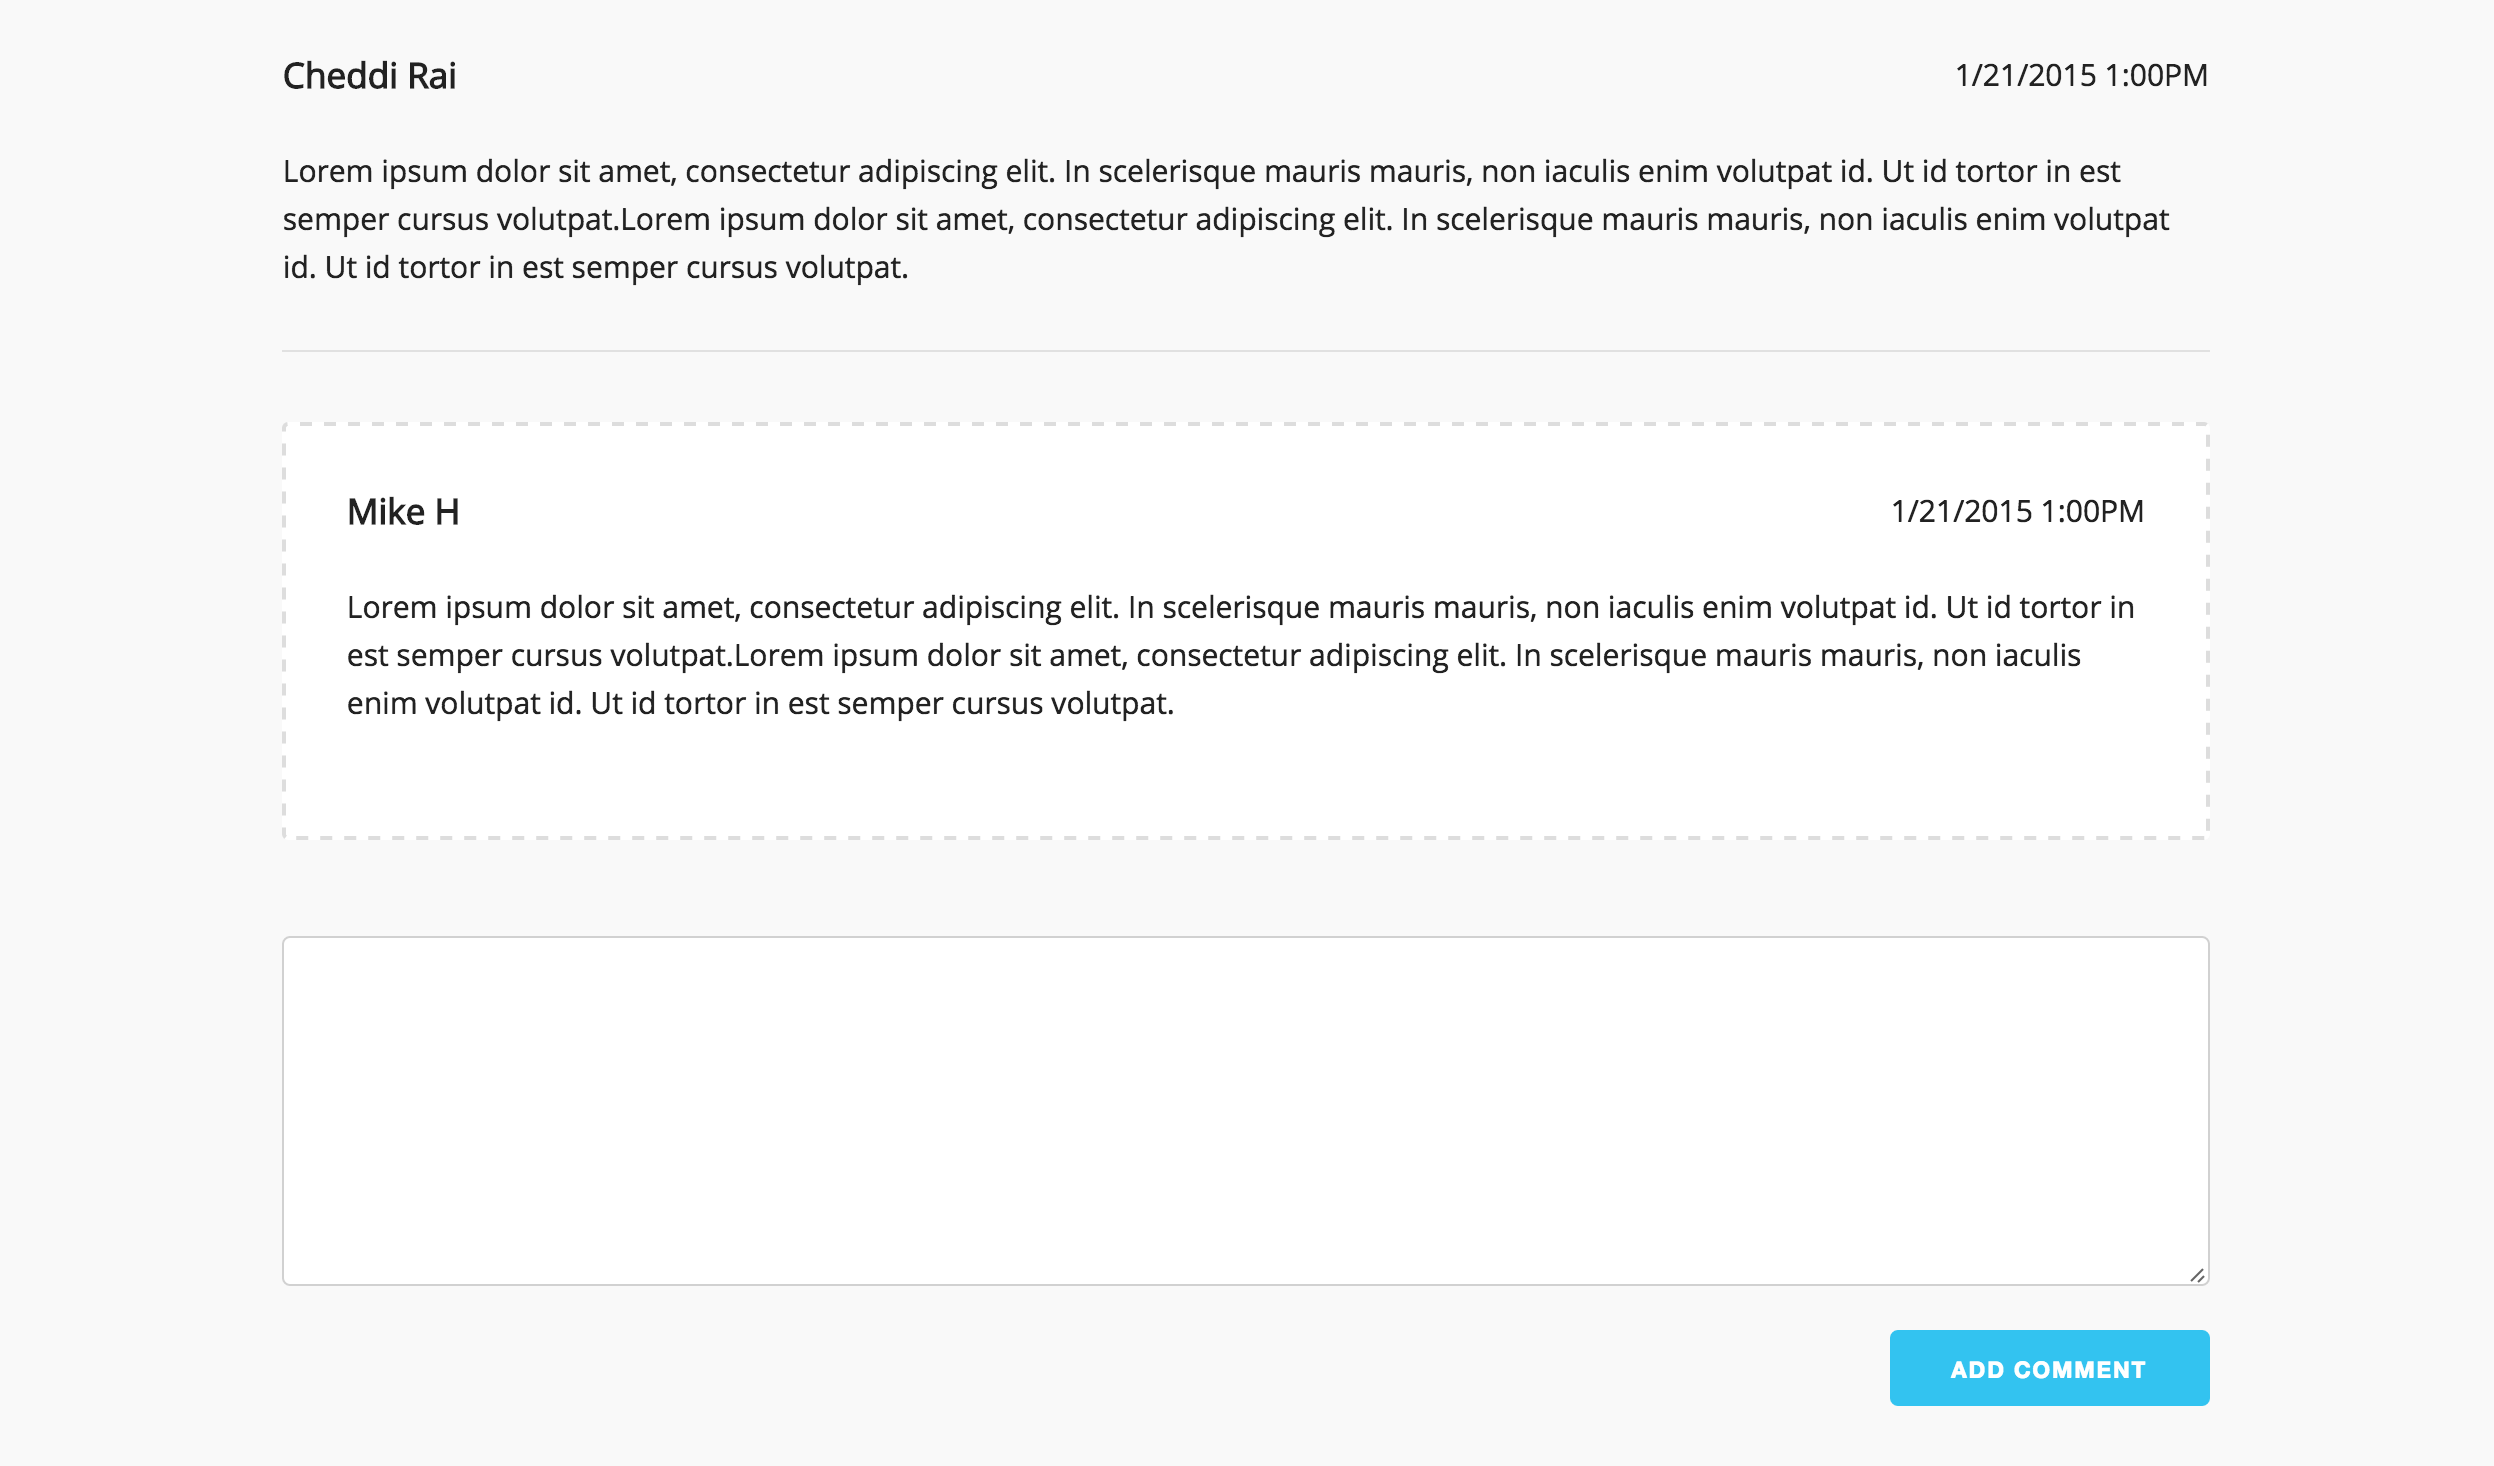 Cheddi Rai
1/21/2015 1:00PM
Lorem ipsum dolor sit amet, consectetur adipiscing elit. In scelerisque mauris mauris, non iaculis enim volutpat id. Ut id tortor in est
semper cursus volutpat.Lorem ipsum dolor sit amet, consectetur adipiscing elit. In scelerisque mauris mauris, non iaculis enim volutpat
id. Ut id tortor in est semper cursus volutpat.
Mike H
1/21/2015 1:00PM
Lorem ipsum dolor sit amet, consectetur adipiscing elit. In scelerisque mauris mauris, non iaculis enim volutpat id. Ut id tortor in
est semper cursus volutpat.Lorem ipsum dolor sit amet, consectetur adipiscing elit. In scelerisque mauris mauris, non iaculis
enim volutpat id. Ut id tortor in est semper cursus volutpat.
ADD COMMENT